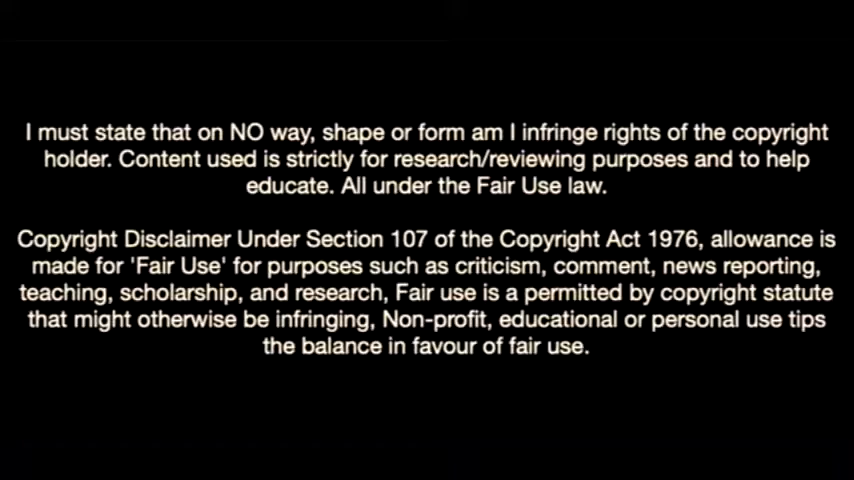 I must state that on NO way, shape or form am I infringe rights of the copyright
holder. Content used is strictly for research/reviewing purposes and to help
educate. All under the Fair Use law.
Copyright Disclaimer Under Section 107 of the Copyright Act 1976, allowance is
made for 'Fair Use' for purposes such as criticism, comment, news reporting,
teaching, scholarship, and research, Fair use is a permitted by copyright statute
that might otherwise be infringing, Non-profit, educational or personal use tips
the balance in favour of fair use.